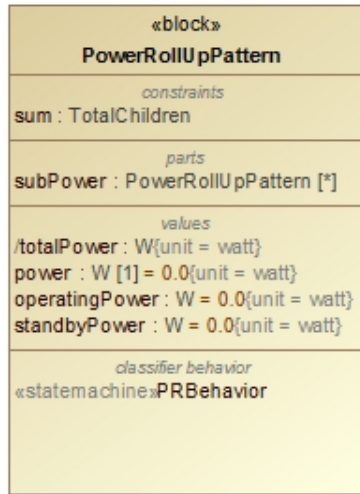 «block»
PowerRollUpPattern
constraints
sum : TotalChildren
parts
subPower : PowerRollUpPattern [*]
values
/totalPower : W{unit = watt}
power : W [1] = 0.0{unit = watt}
operatingPower : W = 0.0{unit = watt}
standbyPower : W = 0.0{unit = watt}
classifier behavior
«statemachine»PRBehavior